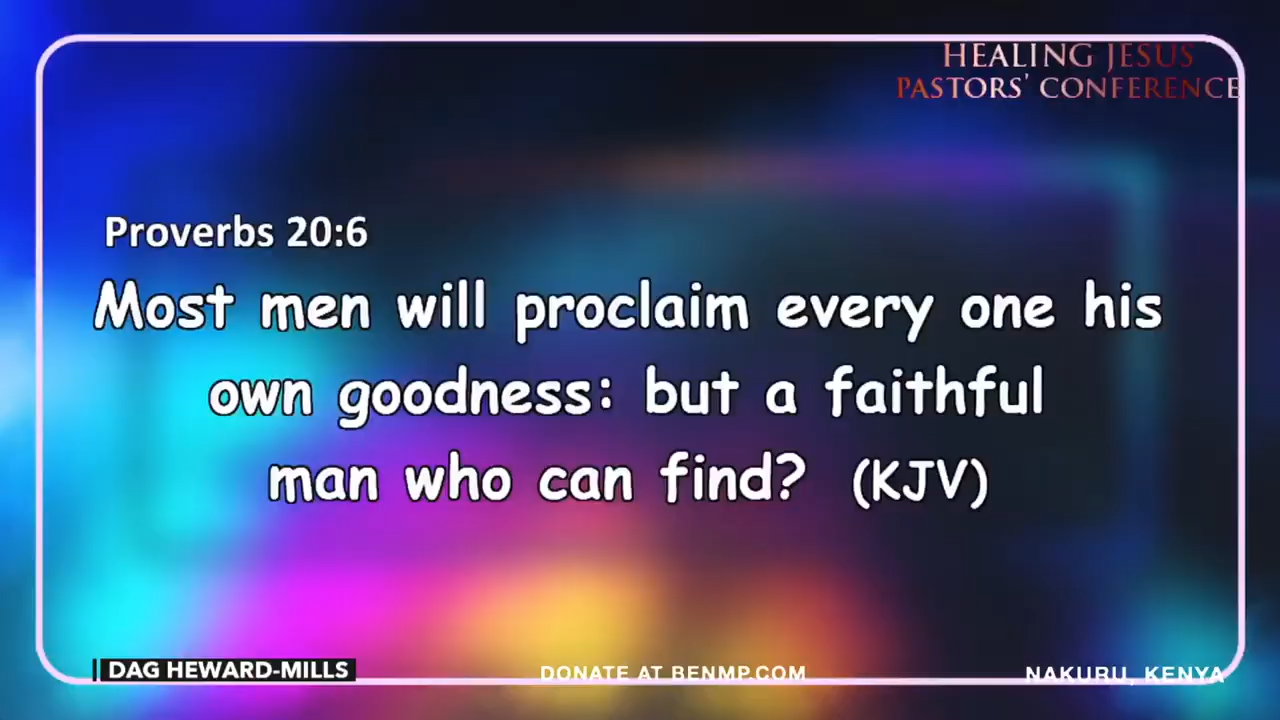 HEALING JESUS
PASTORS' CONFERENCE
Proverbs 20:6
Most men will proclaim every one his
own goodness: but a faithful
man who can find? (KJV)
DAG HEWARD-MILLS
DONATE AT BENMP.COM
NAKURU, KENYA